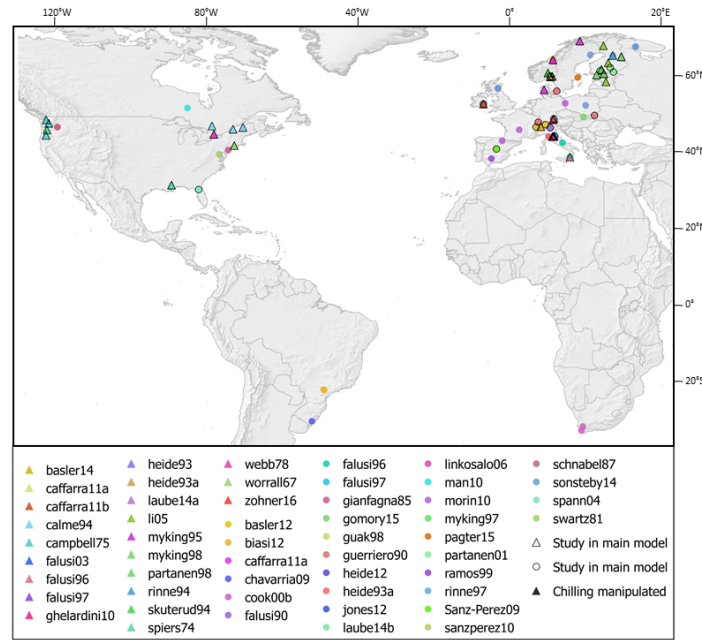 120°W 80°W 40°W 0° 20°E
60°N
40°N
20°N
0°
20°S
basler14
caffarra11a
caffarra11b
calme94
campbell75
falusi03
falusi96
falusi97
ghelardini10
heide93
heide93a
laube14a
li05
myking95
myking98
partanen98
rinne94
skuterud94
spiers74
webb78
worrall67
zohner16
basler12
biasi12
caffarra11a
chavarria09
cook00b
falusi90
falusi96
falusi97
gianfagna85
gomory15
guak98
guerriero90
heide12
heide93a
jones12
laube14b
linkosalo06
man10
morin10
myking97
pagter15
partanen01
ramos99
rinne97
Sanz-Perez09
sanzperez10
schnabel87
sonsteby14
spann04
swartz81
Study in main model
Study in main model
Chilling manipulated